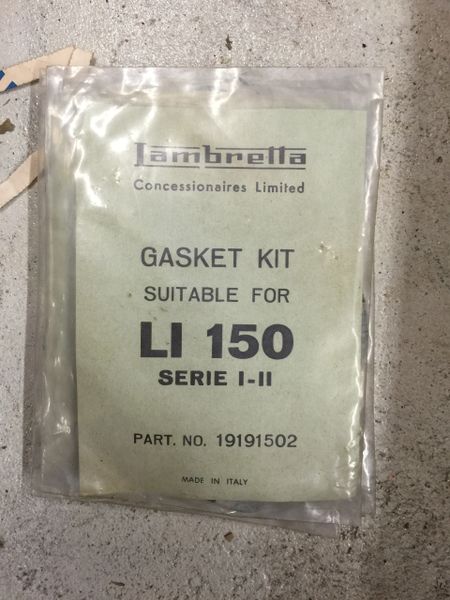 Lambretta
Concessionaires Limited
GASKET KIT
SUITABLE FOR
LI 150
SERIE I-II
PART. NO. 19191502
MADE IN ITALY